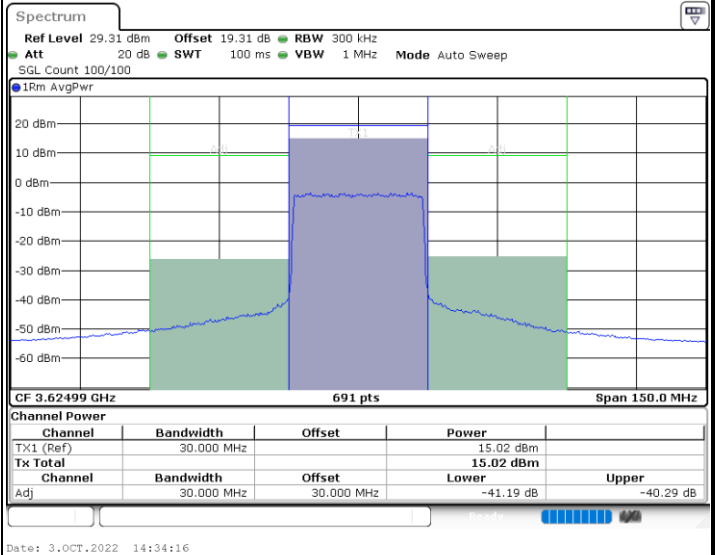 Spectrum
Ref Level 29.31 dBm Offset 19.31 dB RBW 300 kHz
Att 20 dB SWT 100 ms VBW 1 MHz Mode Auto Sweep
SGL Count 100/100
1Rm AvgPwr
20 dBm
TX1
Adj Adj
10 dBm
0 dBm
-10 dBm
-20 dBm
-30 dBm
-40 dBm
-50 dBm
-60 dBm
CF 3.62499 GHz 691 pts Span 150.0 MHz
Channel Power
Channel Bandwidth Offset Power
TX1 (Ref) 30.000 MHz 15.02 dBm
Tx Total 15.02 dBm
Channel Bandwidth Offset Lower Upper
Adj 30.000 MHz 30.000 MHz -41.19 dB -40.29 dB
Ready
Date: 3.OCT.2022 14:34:16